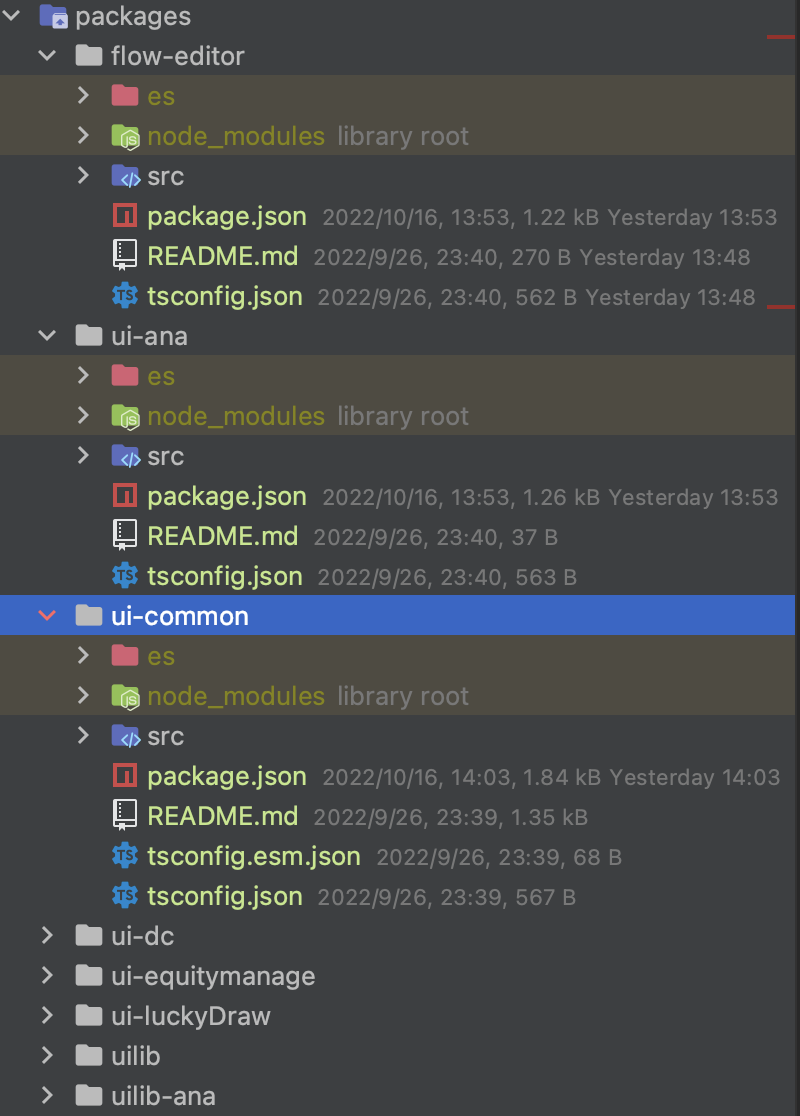 packages
flow-editor
es
node_modules library root
src
package.json 2022/10/16, 13:53, 1.22 kB Yesterday 13:53
README.md 2022/9/26, 23:40, 270 B Yesterday 13:48
tsconfig.json 2022/9/26, 23:40, 562 B Yesterday 13:48
ui-ana
es
node_modules library root
src
package.json 2022/10/16, 13:53, 1.26 kB Yesterday 13:53
README.md 2022/9/26, 23:40, 37 B
tsconfig.json 2022/9/26, 23:40, 563 B
ui-common
es
node_modules library root
src
package.json 2022/10/16, 14:03, 1.84 kB Yesterday 14:03
README.md 2022/9/26, 23:39, 1.35 kB
tsconfig.esm.json 2022/9/26, 23:39, 68 B
tsconfig.json 2022/9/26, 23:39, 567 B
ui-dc
ui-equitymanage
ui-luckyDraw
uilib
uilib-ana